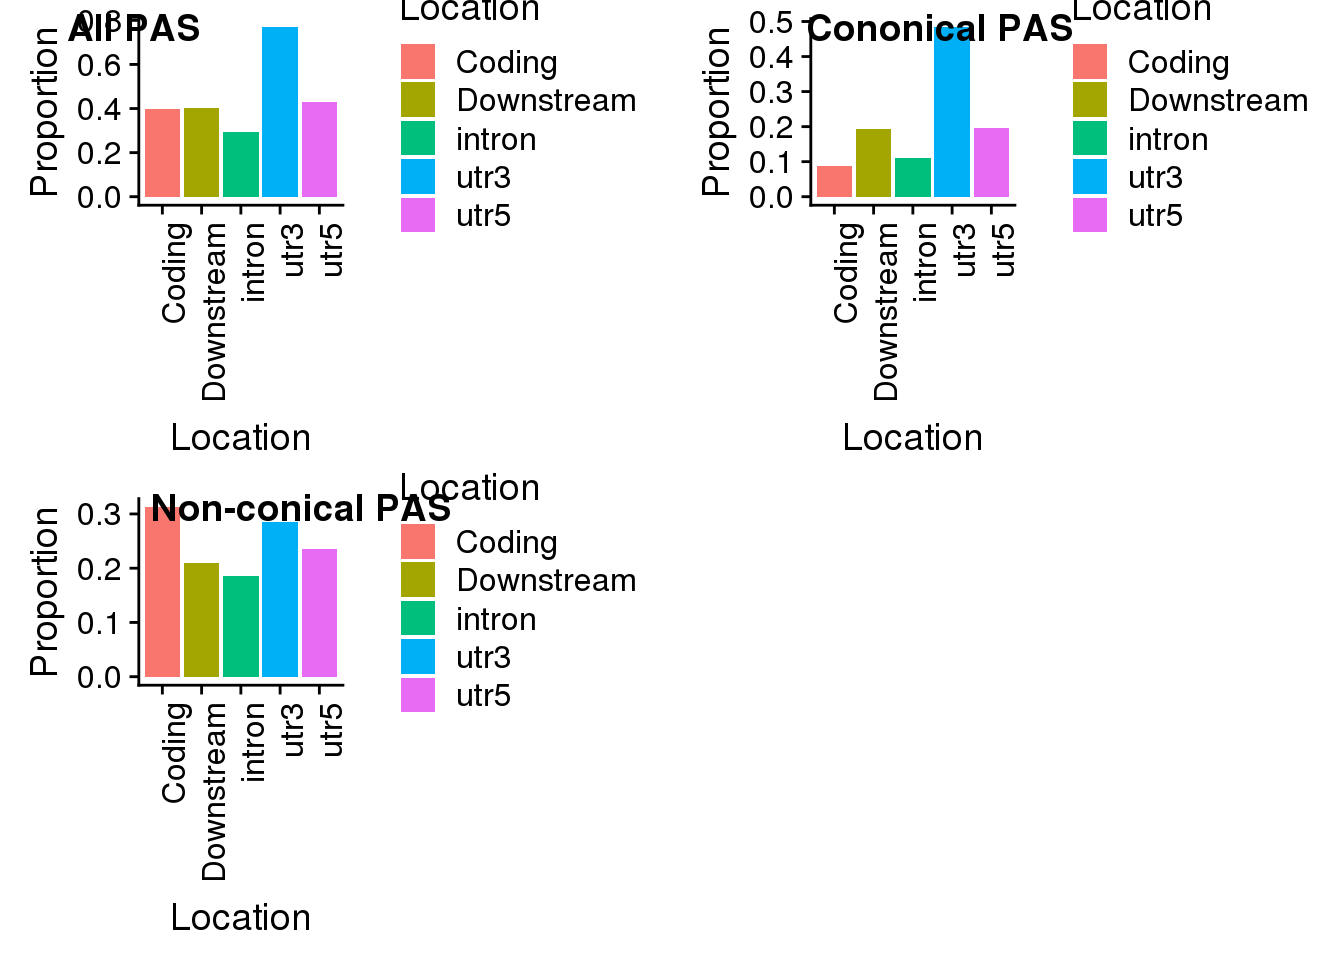 All PAS
Location
Proportion
0.8
0.6
0.4
0.2
0.0
Coding
Downstream
intron
utr3
utr5
Location
Coding
Downstream
intron
utr3
utr5
Cononical PAS
Location
Proportion
0.5
0.4
0.3
0.2
0.1
0.0
Coding
Downstream
intron
utr3
utr5
Location
Coding
Downstream
intron
utr3
utr5
Non-conical PAS
Location
Proportion
0.3
0.2
0.1
0.0
Coding
Downstream
intron
utr3
utr5
Location
Coding
Downstream
intron
utr3
utr5